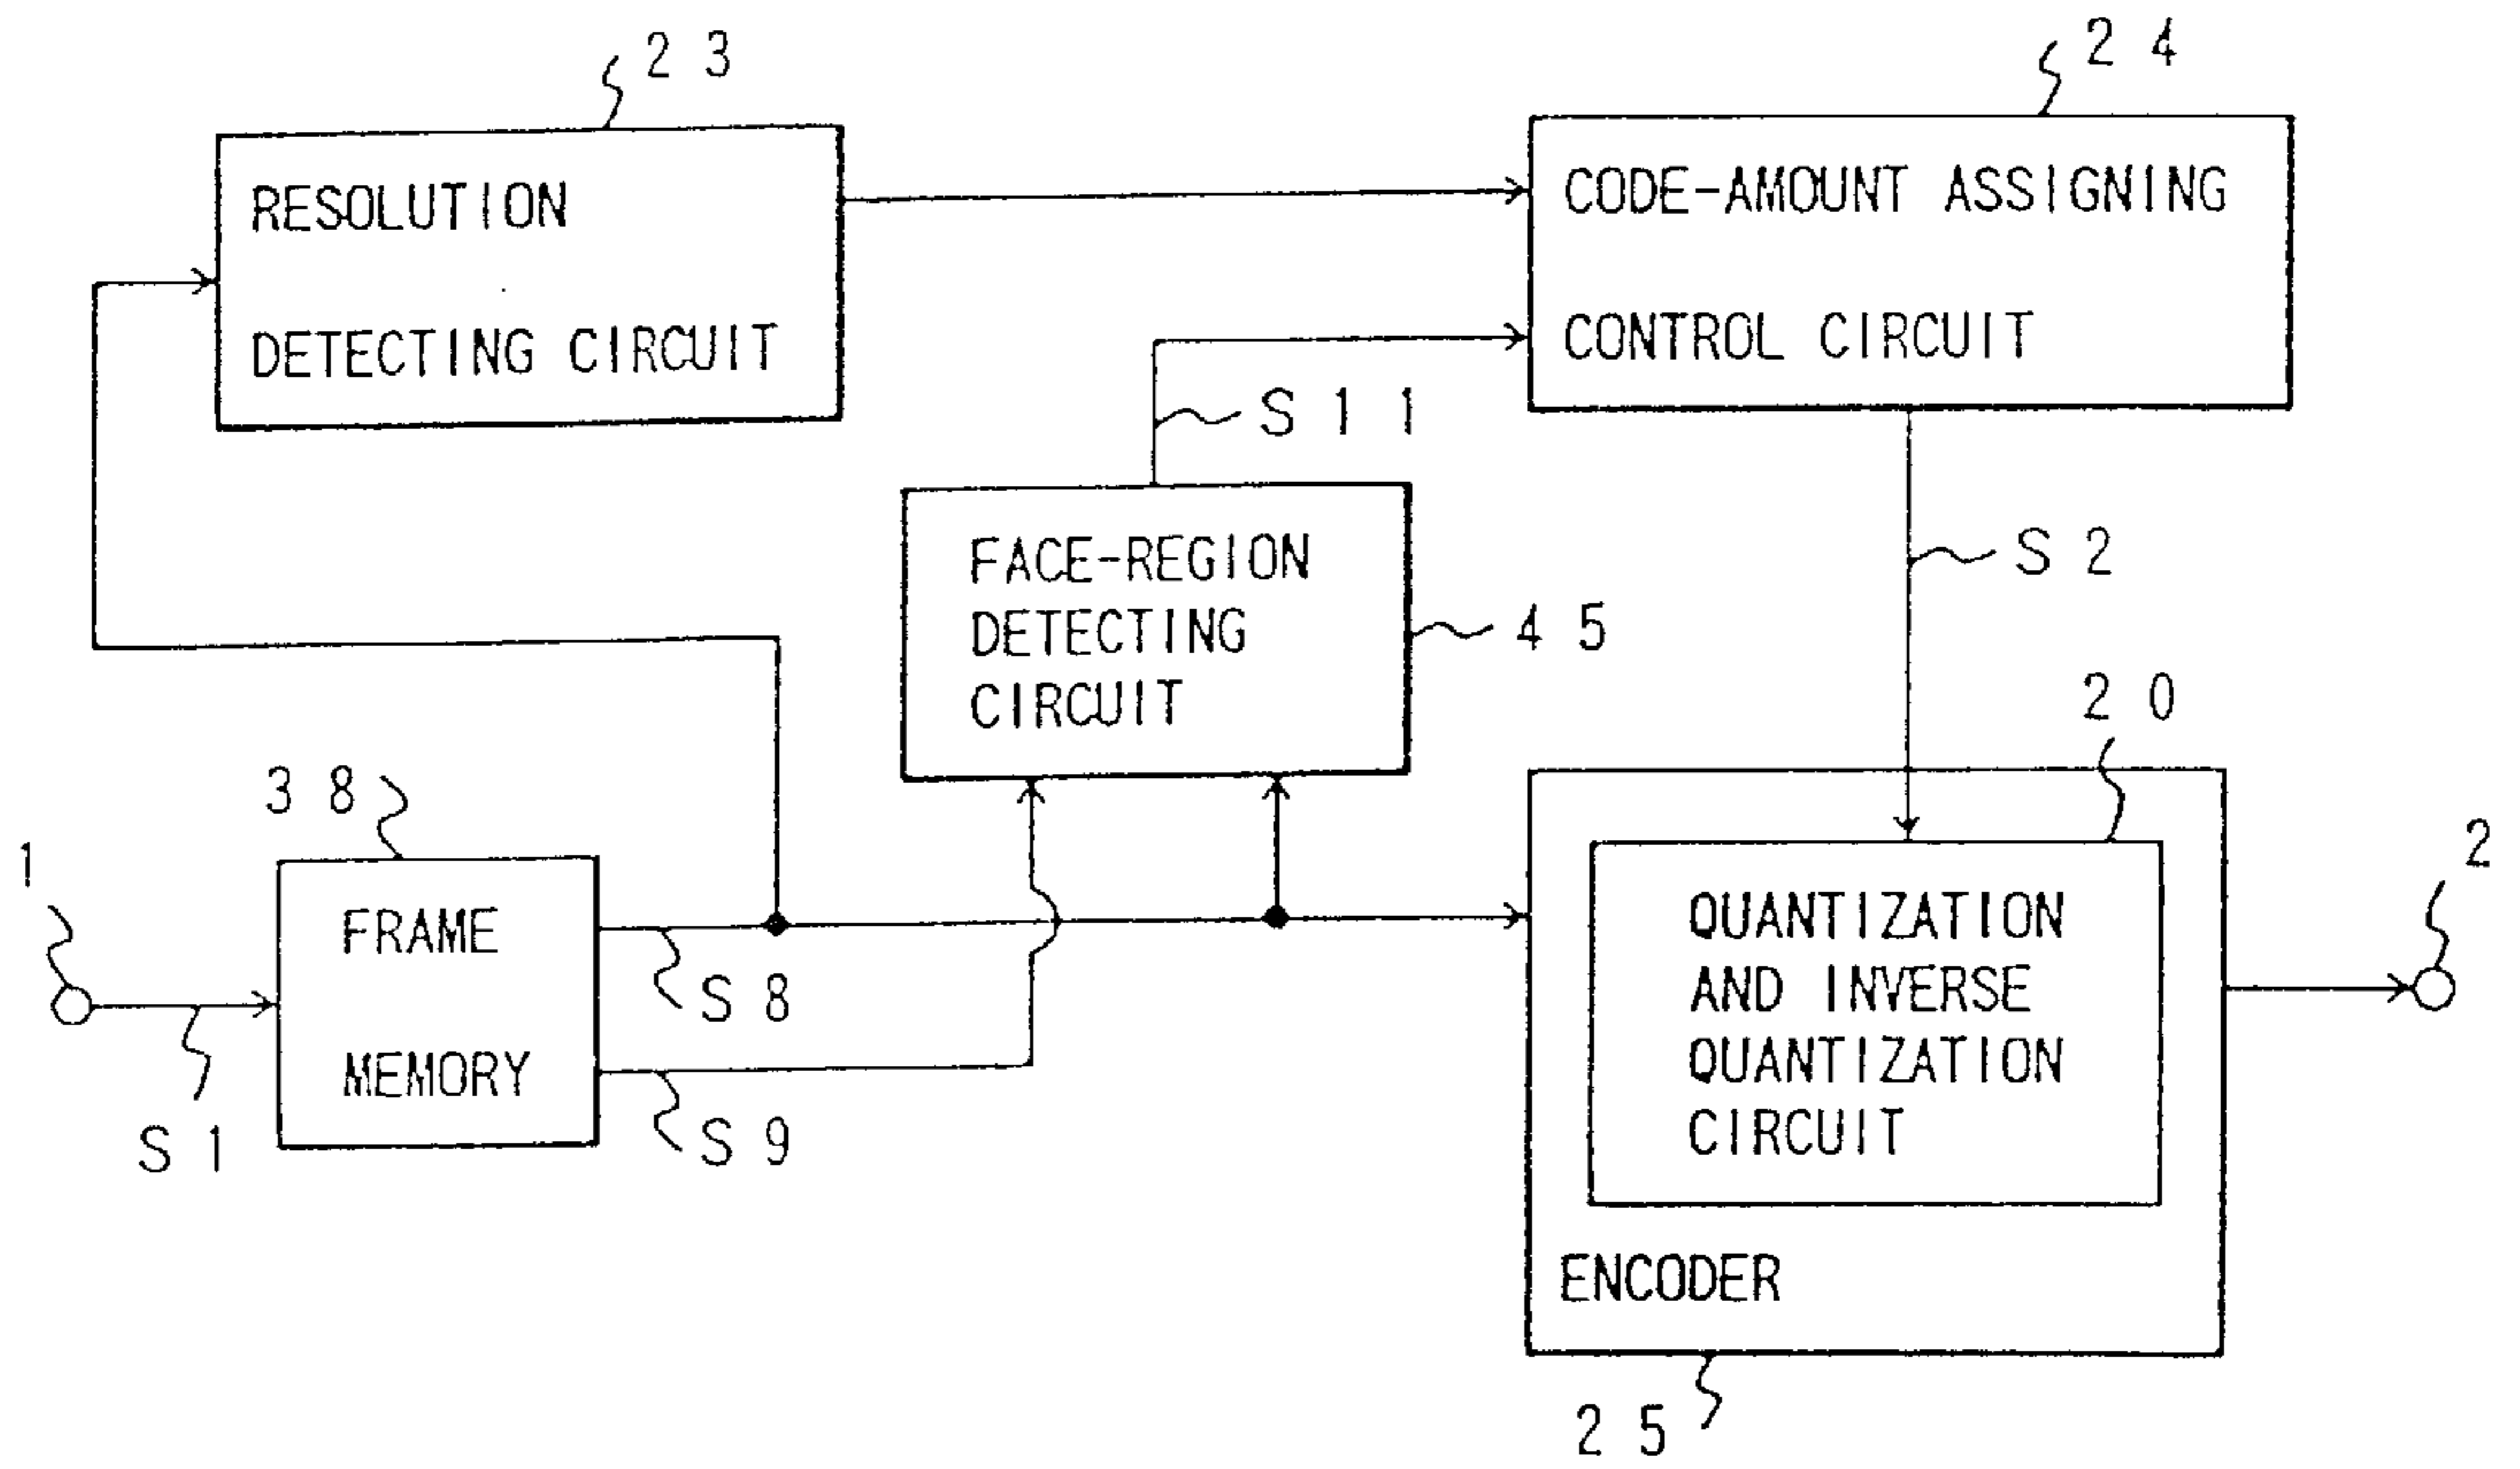 23
24
RESOLUTION
DETECTING CIRCUIT
CODE-AMOUNT ASSIGNING
CONTROL CIRCUIT
S11
S2
FACE-REGION
DETECTING
CIRCUIT
45
20
38
1
2
FRAME
MEMORY
S8
S9
S1
QUANTIZATION
AND INVERSE
QUANTIZATION
CIRCUIT
ENCODER
25